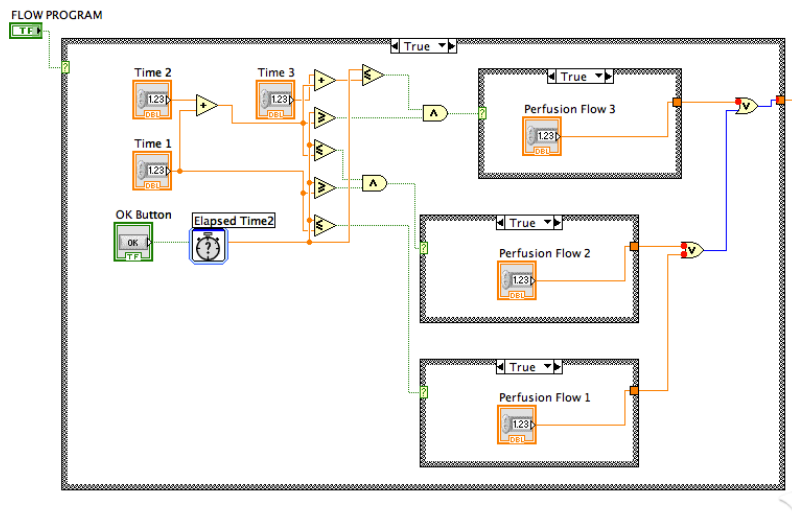 FLOW PROGRAM
TF
True
?
Time 2
1.23
DBL
Time 3
1.23
DBL
True
Perfusion Flow 3
1.23
DBL
?
Time 1
1.23
DBL
OK Button
OK
TF
Elapsed Time2
?
True
?
Perfusion Flow 2
1.23
DBL
True
?
Perfusion Flow 1
1.23
DBL